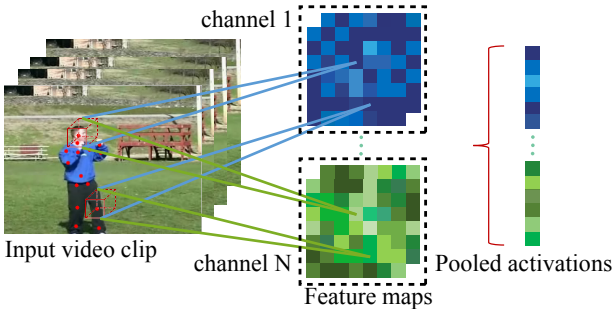 channel 1
Input video clip
channel N
Feature maps
Pooled activations